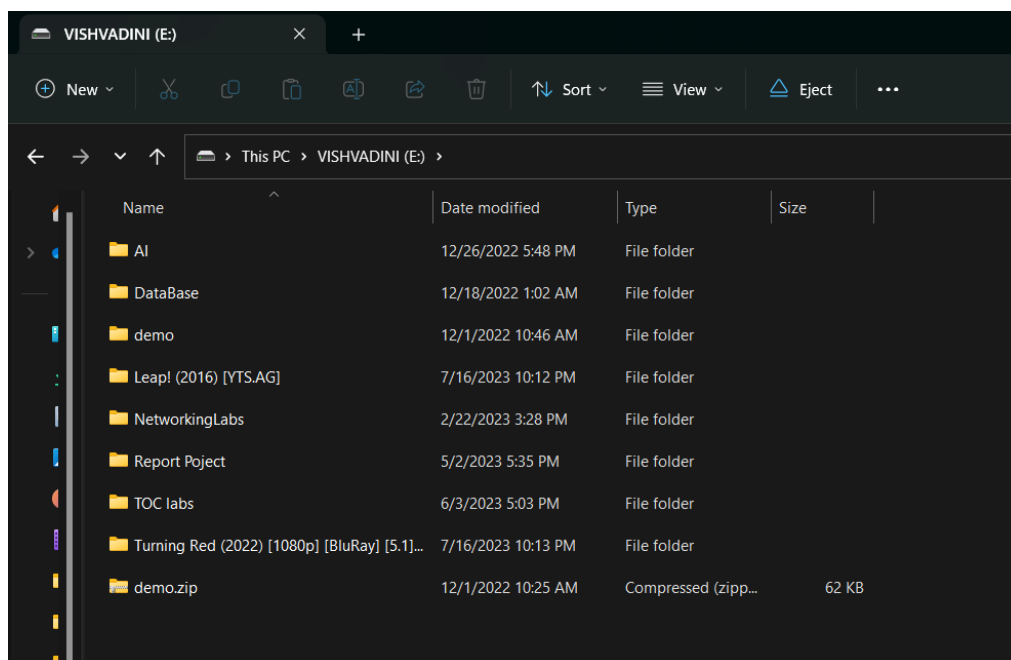 VISHVADINI (E:)
New Sort View Eject
This PC > VISHVADINI (E:) >
Name Date modified Type Size
AI 12/26/2022 5:48 PM File folder
DataBase 12/18/2022 1:02 AM File folder
demo 12/1/2022 10:46 AM File folder
Leap! (2016) [YTS.AG] 7/16/2023 10:12 PM File folder
NetworkingLabs 2/22/2023 3:28 PM File folder
Report Poject 5/2/2023 5:35 PM File folder
TOC labs 6/3/2023 5:03 PM File folder
Turning Red (2022) [1080p] [BluRay] [5.1]... 7/16/2023 10:13 PM File folder
demo.zip 12/1/2022 10:25 AM Compressed (zipp... 62 KB